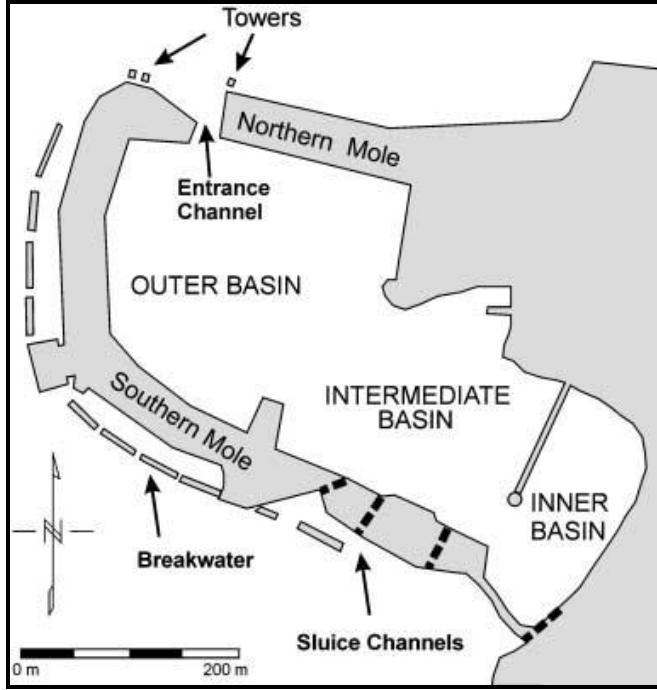 Towers
Northern Mole
Entrance
Channel
OUTER BASIN
INTERMEDIATE
BASIN
Southern Mole
INNER
BASIN
N
Breakwater
Sluice Channels
0 m
200 m